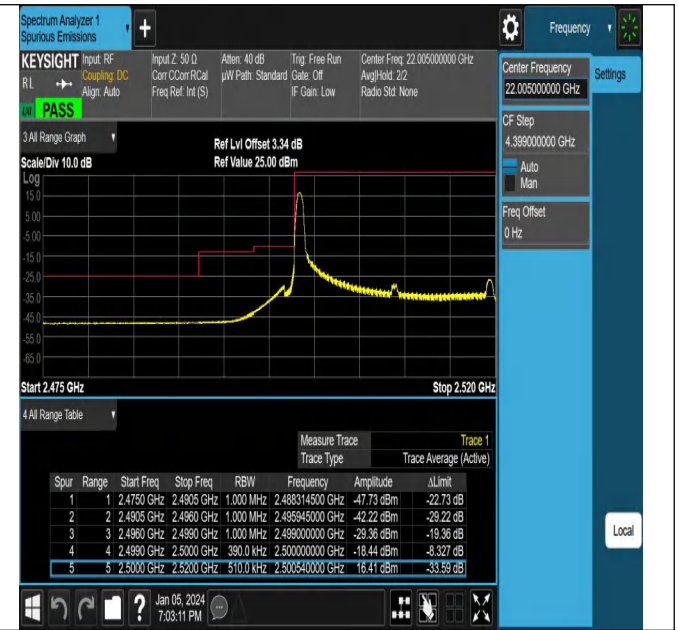 Spectrum Analyzer 1
Spurious Emissions
Frequency
KEYSIGHT Input: RF Input Z: 50 Ω Atten: 40 dB Trig: Free Run Center Freq: 22.005000000 GHz
RL Coupling: DC Corr CCorr RCal µW Path: Standard Gate: Off Avg|Hold: 2/2
Align: Auto Freq Ref: Int (S) IF Gain: Low Radio Std: None
PASS
Center Frequency
22.005000000 GHz
Settings
CF Step
4.399000000 GHz
Auto
Man
Freq Offset
0 Hz
3 All Range Graph
Ref Lvl Offset 3.34 dB
Scale/Div 10.0 dB Ref Value 25.00 dBm
Log
15.0
5.00
-5.00
-15.0
-25.0
-35.0
-45.0
-55.0
-65.0
Start 2.475 GHz Stop 2.520 GHz
4 All Range Table
Measure Trace Trace 1
Trace Type Trace Average (Active)
Spur Range Start Freq Stop Freq RBW Frequency Amplitude ΔLimit
1 1 2.4750 GHz 2.4905 GHz 1.000 MHz 2.488314500 GHz -47.73 dBm -22.73 dB
2 2 2.4905 GHz 2.4960 GHz 1.000 MHz 2.495945000 GHz -42.22 dBm -29.22 dB
3 3 2.4960 GHz 2.4990 GHz 1.000 MHz 2.499000000 GHz -29.36 dBm -19.36 dB
4 4 2.4990 GHz 2.5000 GHz 390.0 kHz 2.500000000 GHz -18.44 dBm -8.327 dB
5 5 2.5000 GHz 2.5200 GHz 510.0 kHz 2.500540000 GHz 16.41 dBm -33.59 dB
Local
? Jan 05, 2024
7:03:11 PM